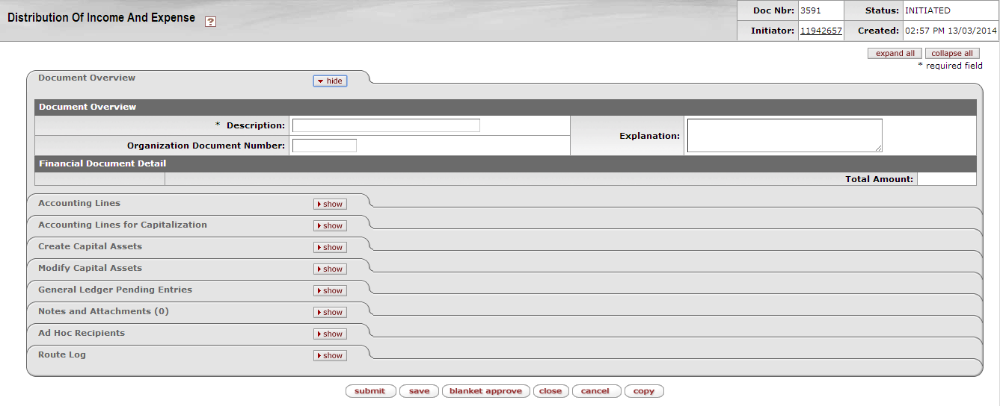 Distribution Of Income And Expense ?
Doc Nbr: 3591 Status: INITIATED
Initiator: 11942657 Created: 02:57 PM 13/03/2014
expand all collapse all
* required field
Document Overview hide
Document Overview
* Description: Explanation:
Organization Document Number:
Financial Document Detail
Total Amount:
Accounting Lines show
Accounting Lines for Capitalization show
Create Capital Assets show
Modify Capital Assets show
General Ledger Pending Entries show
Notes and Attachments (0) show
Ad Hoc Recipients show
Route Log show
submit save blanket approve close cancel copy